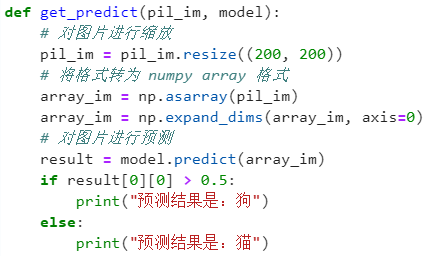 def get_predict(pil_im, model):
    # 对图片进行缩放
    pil_im = pil_im.resize((200, 200))
    # 将格式转为 numpy array 格式
    array_im = np.asarray(pil_im)
    array_im = np.expand_dims(array_im, axis=0)
    # 对图片进行预测
    result = model.predict(array_im)
    if result[0][0] > 0.5:
        print("预测结果是：狗")
    else:
        print("预测结果是：猫")